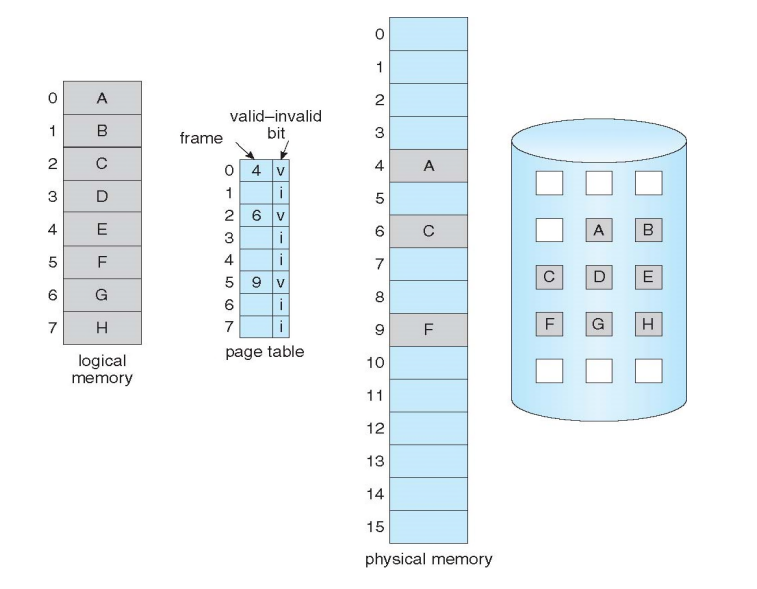 0 A
1 B
2 C
3 D
4 E
5 F
6 G
7 H
logical
memory
valid–invalid
bit
frame
0 4 v
1 i
2 6 v
3 i
4 i
5 9 v
6 i
7 i
page table
0
1
2
3
4 A
5
6 C
7
8
9 F
10
11
12
13
14
15
physical memory
A B
C D E
F G H